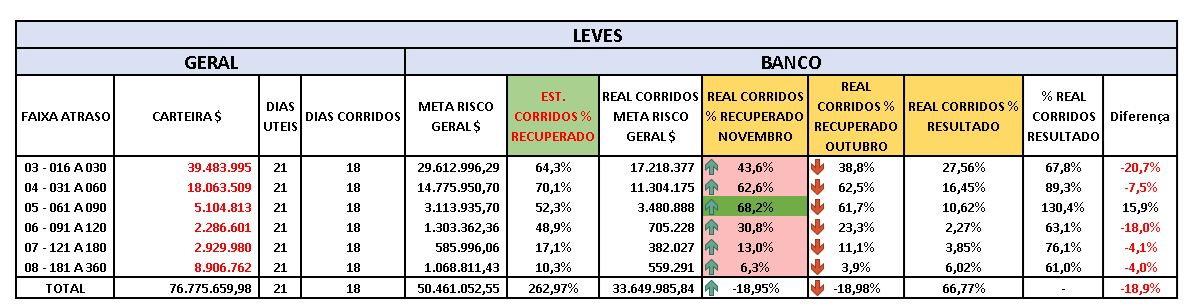 LEVES
GERAL BANCO
FAIXA ATRASO CARTEIRA $ DIAS UTEIS DIAS CORRIDOS META RISCO GERAL $ EST. CORRIDOS % RECUPERADO REAL CORRIDOS META RISCO GERAL $ REAL CORRIDOS % RECUPERADO NOVEMBRO REAL CORRIDOS % RECUPERADO OUTUBRO REAL CORRIDOS % RESULTADO % REAL CORRIDOS RESULTADO Diferença
03 - 016 A 030 39.483.995 21 18 29.612.996,29 64,3% 17.218.377 43,6% 38,8% 27,56% 67,8% -20,7%
04 - 031 A 060 18.063.509 21 18 14.775.950,70 70,1% 11.304.175 62,6% 62,5% 16,45% 89,3% -7,5%
05 - 061 A 090 5.104.813 21 18 3.113.935,70 52,3% 3.480.888 68,2% 61,7% 10,62% 130,4% 15,9%
06 - 091 A 120 2.286.601 21 18 1.303.362,36 48,9% 705.228 30,8% 23,3% 2,27% 63,1% -18,0%
07 - 121 A 180 2.929.980 21 18 585.996,06 17,1% 382.027 13,0% 11,1% 3,85% 76,1% -4,1%
08 - 181 A 360 8.906.762 21 18 1.068.811,43 10,3% 559.291 6,3% 3,9% 6,02% 61,0% -4,0%
TOTAL 76.775.659,98 21 18 50.461.052,55 262,97% 33.649.985,84 -18,95% -18,98% 66,77% - -18,9%